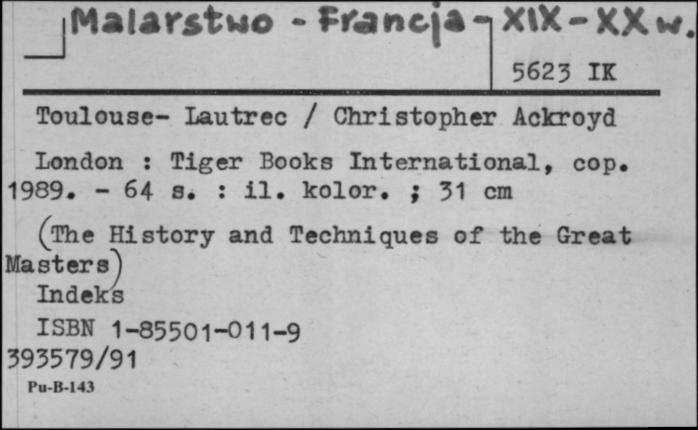 Malarstwo - Francja - XIX - XX w.
5623 IK
Toulouse- Lautrec / Christopher Ackroyd
London : Tiger Books International, cop.
1989. - 64 s. : il. kolor. ; 31 cm
(The History and Techniques of the Great
Masters)
Indeks
ISBN 1-85501-011-9
393579/91
Pu-B-143